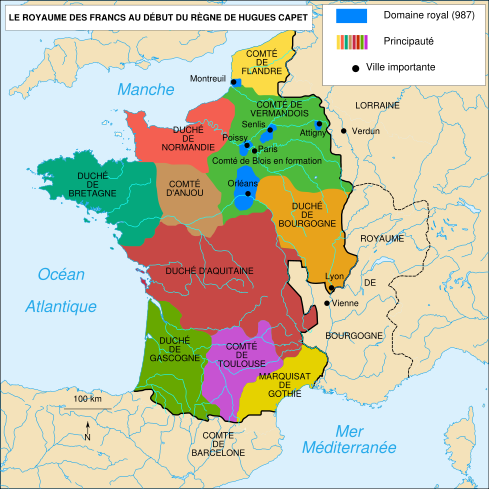 LE ROYAUME DES FRANCS AU DÉBUT DU RÈGNE DE HUGUES CAPET
Domaine royal (987)
Principauté
Ville importante
COMTÉ
DE
FLANDRE
Montreuil
Manche
COMTÉ DE
VERMANDOIS
LORRAINE
Senlis
Attigny
Verdun
DUCHÉ
DE
NORMANDIE
Poissy
Paris
Comté de Blois en formation
DUCHÉ
DE
BRETAGNE
COMTÉ
D'ANJOU
Orléans
DUCHÉ
DE
BOURGOGNE
ROYAUME
Océan
Atlantique
DUCHÉ D'AQUITAINE
Lyon
DE
Vienne
BOURGOGNE
DUCHÉ
DE
GASCOGNE
COMTÉ
DE
TOULOUSE
MARQUISAT
DE
GOTHIE
100 km
N
COMTÉ
DE
BARCELONE
Mer
Méditerranée